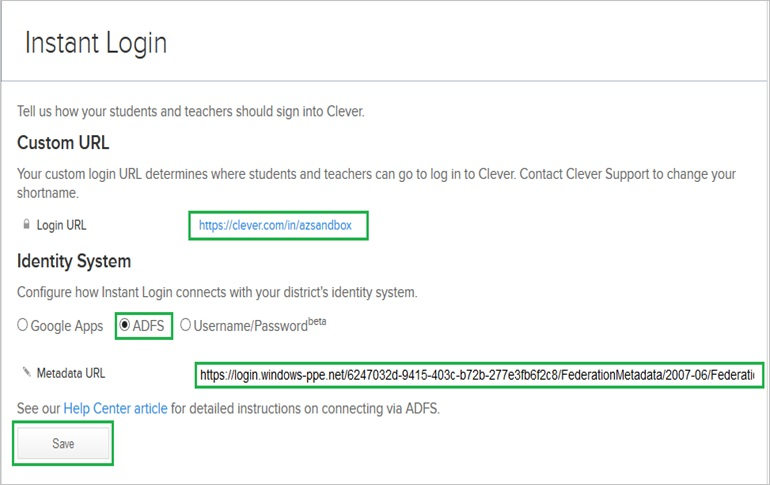 Instant Login
Tell us how your students and teachers should sign into Clever.
Custom URL
Your custom login URL determines where students and teachers can go to log in to Clever. Contact Clever Support to change your
shortname.
Login URL https://clever.com/in/azsandbox
Identity System
Configure how Instant Login connects with your district's identity system.
Google Apps ADFS Username/Password beta
Metadata URL https://login.windows-ppe.net/6247032d-9415-403c-b72b-277e3fb6f2c8/FederationMetadata/2007-06/Federati
See our Help Center article for detailed instructions on connecting via ADFS.
Save